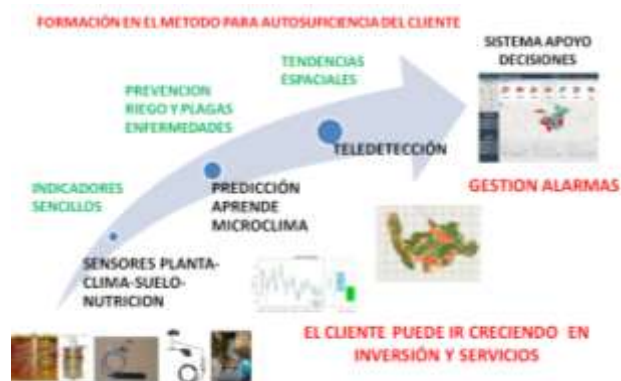 FORMACIÓN EN EL METODO PARA AUTOSUFICIENCIA DEL CLIENTE
SISTEMA APOYO
DECISIONES
TENDENCIAS
ESPACIALES
PREVENCION
RIEGO Y PLAGAS
ENFERMEDADES
TELEDETECCIÓN
INDICADORES
SENCILLOS
PREDICCIÓN
APRENDE
MICROCLIMA
GESTION ALARMAS
SENSORES PLANTA-
CLIMA-SUELO-
NUTRICION
EL CLIENTE PUEDE IR CRECIENDO EN
INVERSIÓN Y SERVICIOS